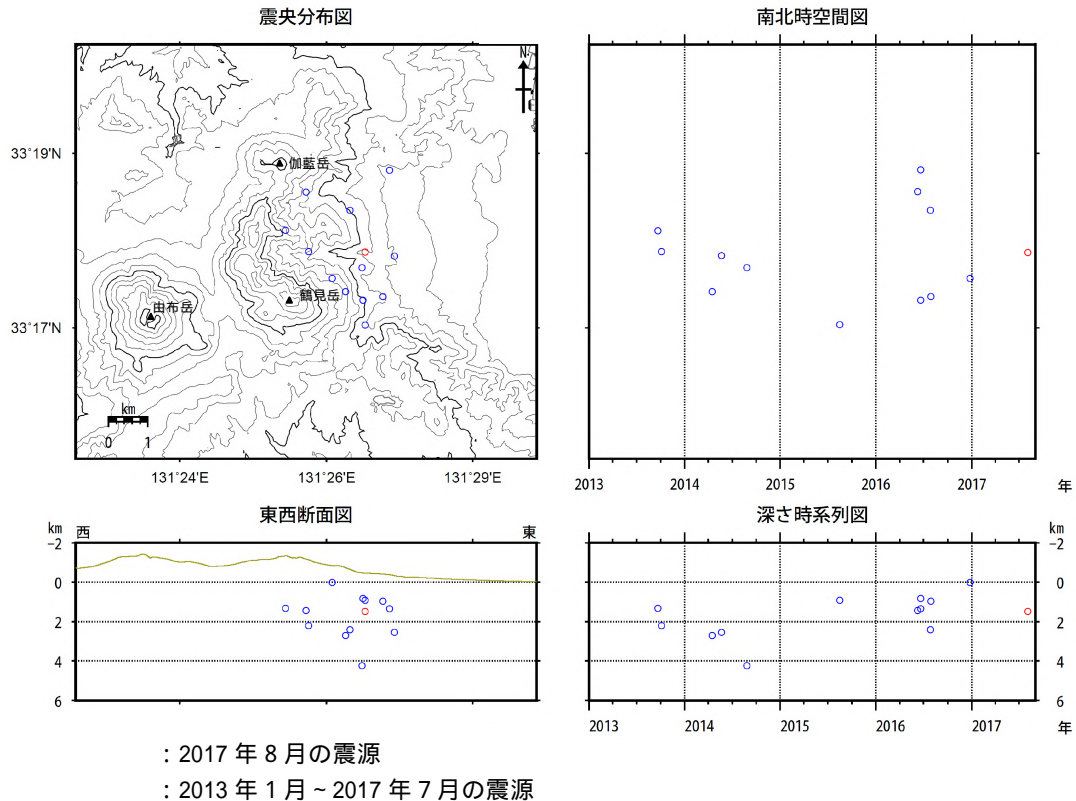 震央分布図
N
33°19'N
33°17'N
伽藍岳
鶴見岳
由布岳
km
0 1
131°24'E 131°26'E 131°29'E
南北時空間図
2013 2014 2015 2016 2017 年
東西断面図
km 西 東
-2
0
2
4
6
深さ時系列図
km
-2
0
2
4
6
2013 2014 2015 2016 2017 年
：2017 年 8 月の震源
：2013 年 1 月～2017 年 7 月の震源